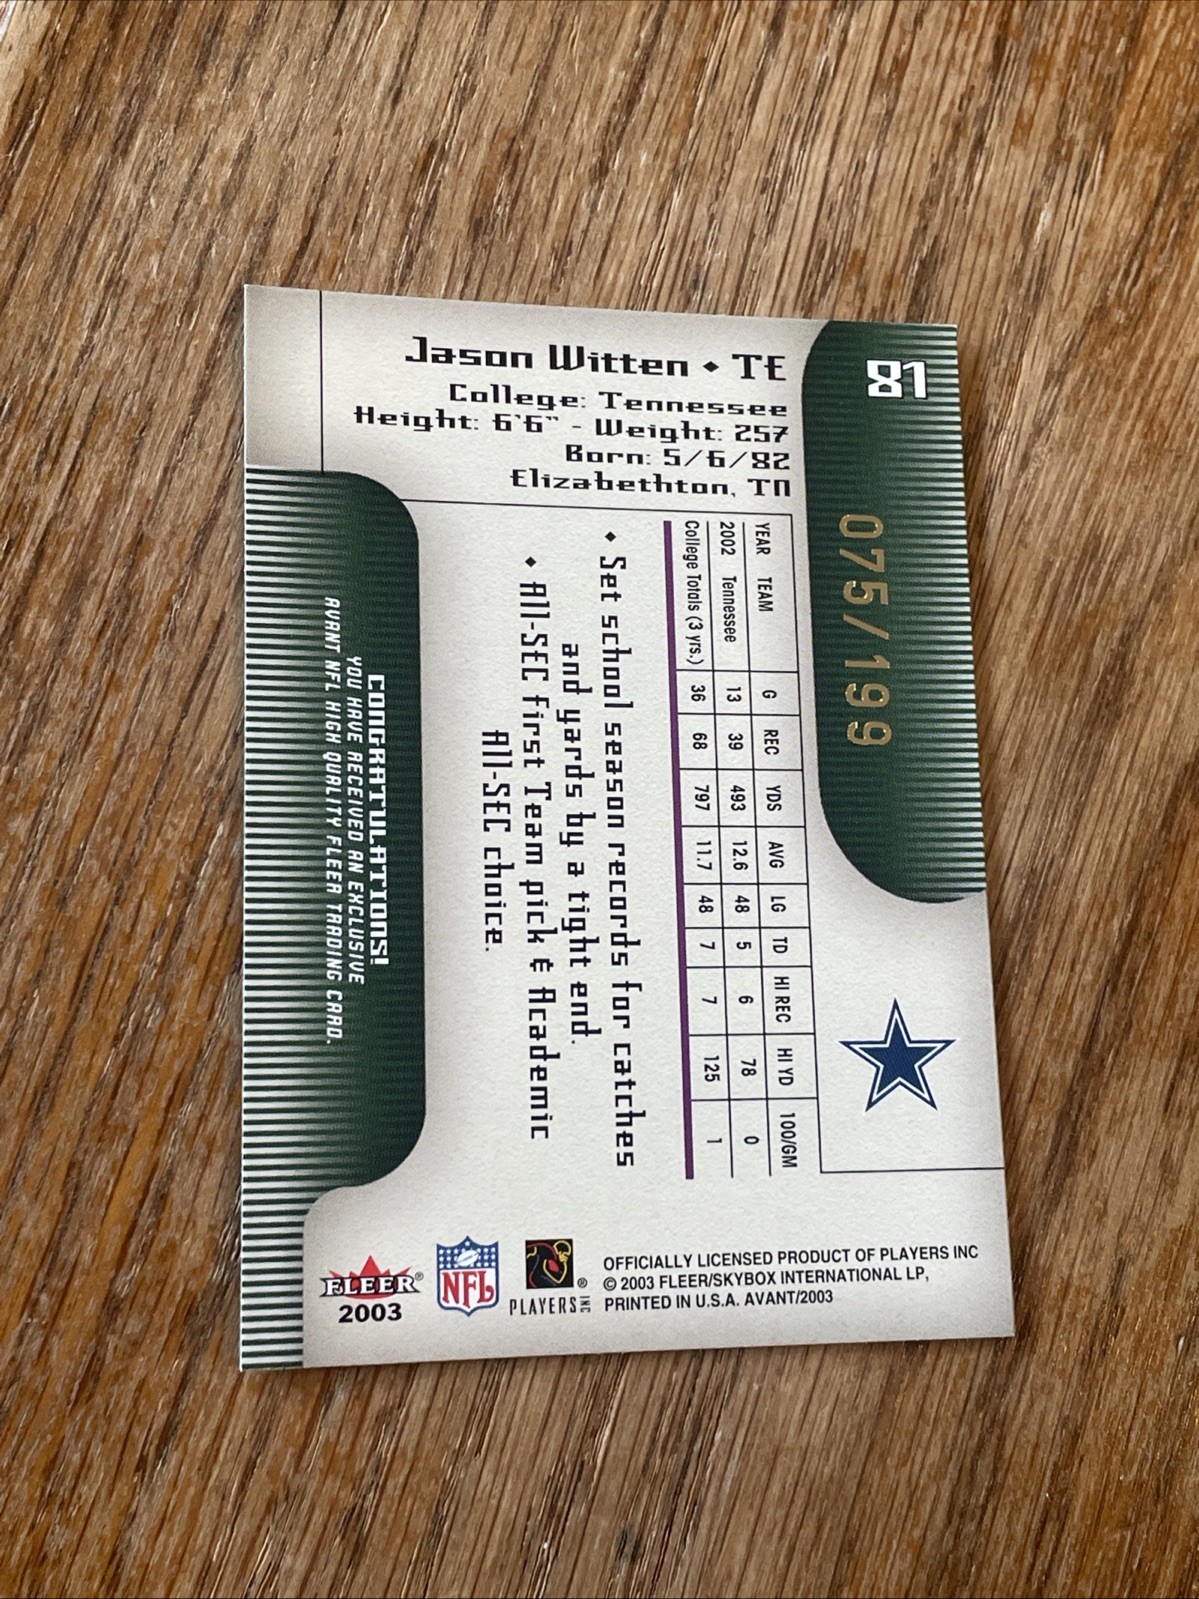 81
075/199
Jason Witten ◆ TE
College: Tennessee
Height: 6'6" - Weight: 257
Born: 5/6/82
Elizabethton, TN
YEAR TEAM G REC YDS AVG LG TD HI REC HI YD 100/GM
2002 Tennessee 13 39 493 12.6 48 5 6 78 0
College Totals (3 yrs.) 36 68 797 11.7 48 7 7 125 1
◆ Set school season records for catches
and yards by a tight end.
◆ All-SEC First Team pick & Academic
All-SEC choice.
CONGRATULATIONS!
YOU HAVE RECEIVED AN EXCLUSIVE
AVANT NFL HIGH QUALITY FLEER TRADING CARD.
FLEER®
2003
NFL
®
PLAYERS INC
OFFICIALLY LICENSED PRODUCT OF PLAYERS INC
© 2003 FLEER/SKYBOX INTERNATIONAL LP,
PRINTED IN U.S.A. AVANT/2003